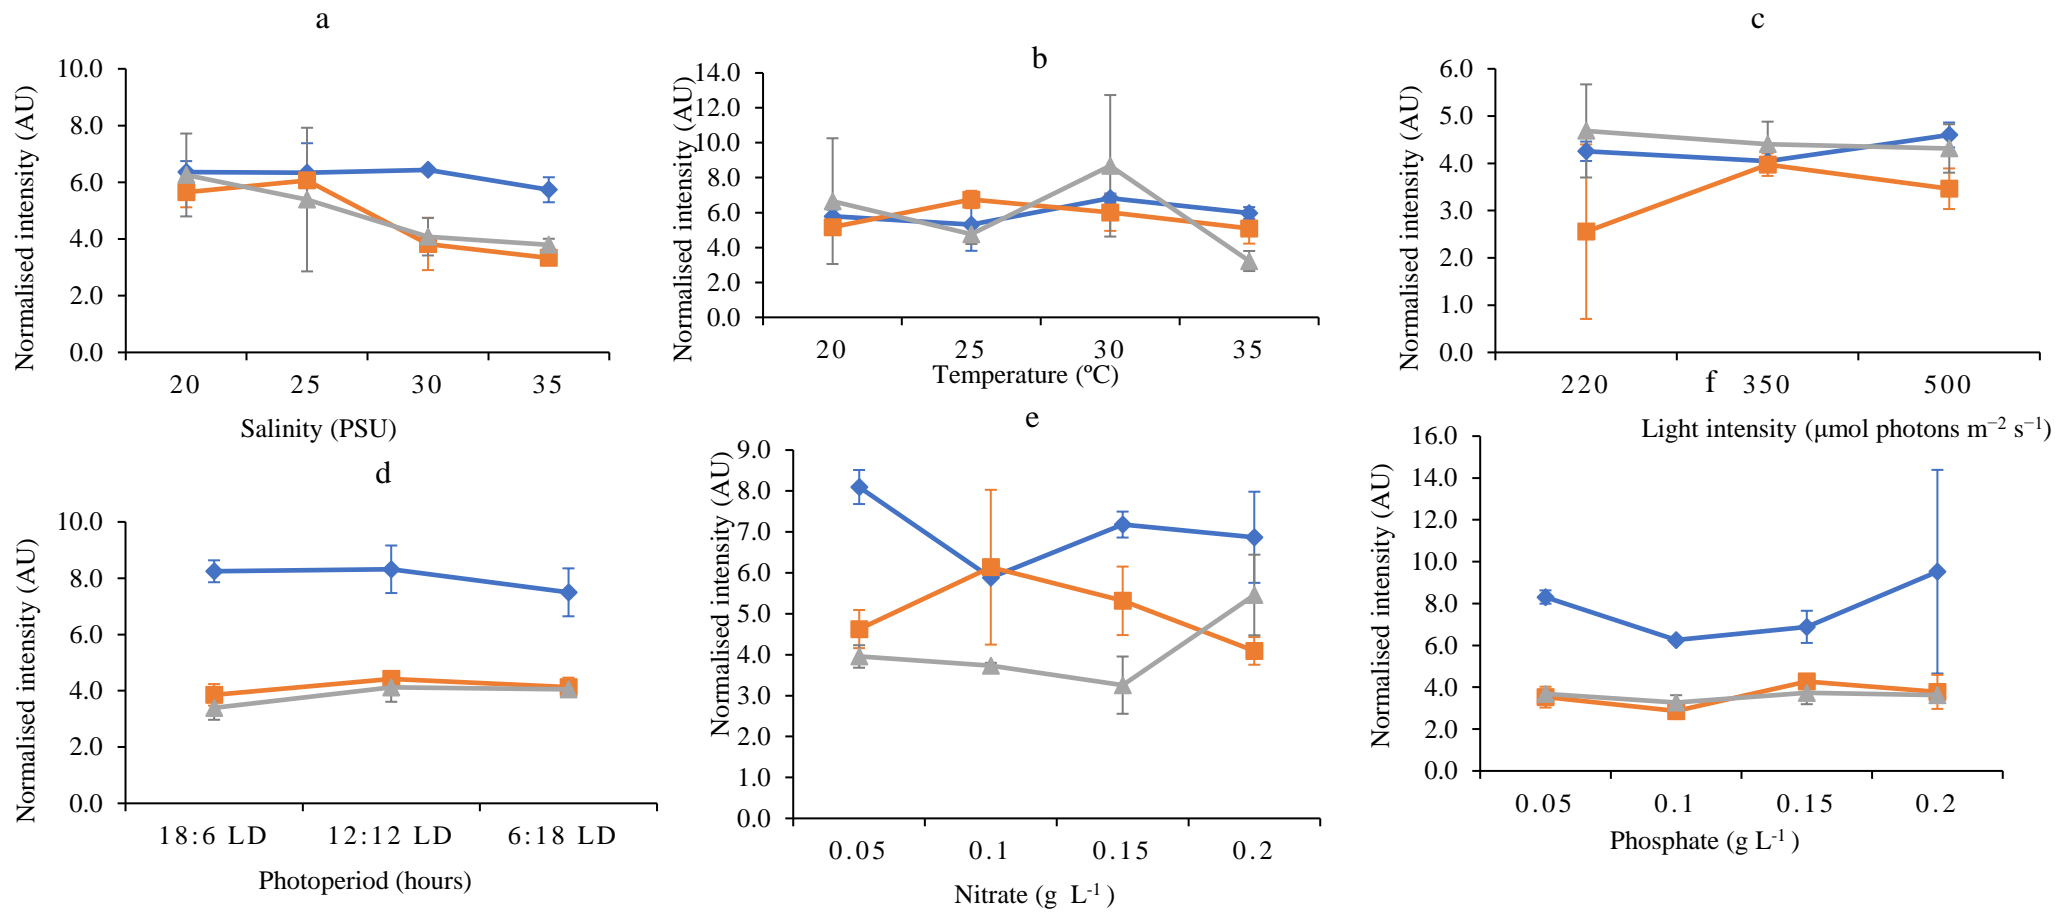 a
Normalised intensity (AU)
10.0
8.0
6.0
4.0
2.0
0.0
20 25 30 35
Salinity (PSU)
b
Normalised intensity (AU)
14.0
12.0
10.0
8.0
6.0
4.0
2.0
0.0
20 25 30 35
Temperature (ºC)
c
Normalised intensity (AU)
6.0
5.0
4.0
3.0
2.0
1.0
0.0
220 350 500
Light intensity (μmol photons m⁻² s⁻¹)
d
Normalised intensity (AU)
10.0
8.0
6.0
4.0
2.0
0.0
18:6 LD 12:12 LD 6:18 LD
Photoperiod (hours)
e
Normalised intensity (AU)
9.0
8.0
7.0
6.0
5.0
4.0
3.0
2.0
1.0
0.0
0.05 0.1 0.15 0.2
Nitrate (g L⁻¹ )
f
Normalised intensity (AU)
16.0
14.0
12.0
10.0
8.0
6.0
4.0
2.0
0.0
0.05 0.1 0.15 0.2
Phosphate (g L⁻¹ )